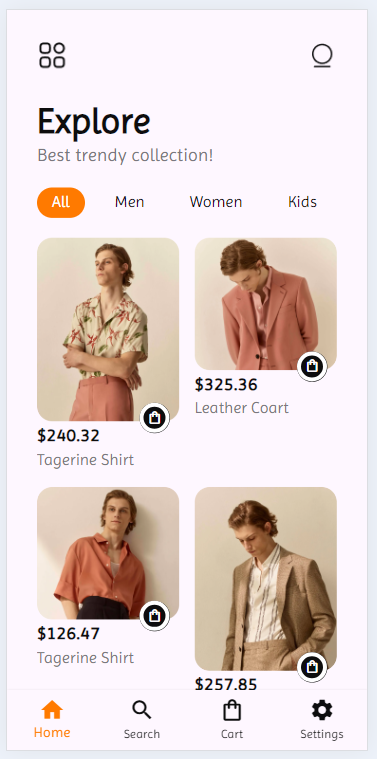 Explore
Best trendy collection!
All Men Women Kids
$240.32
Tagerine Shirt
$325.36
Leather Coart
$126.47
Tagerine Shirt
$257.85
Home Search Cart Settings